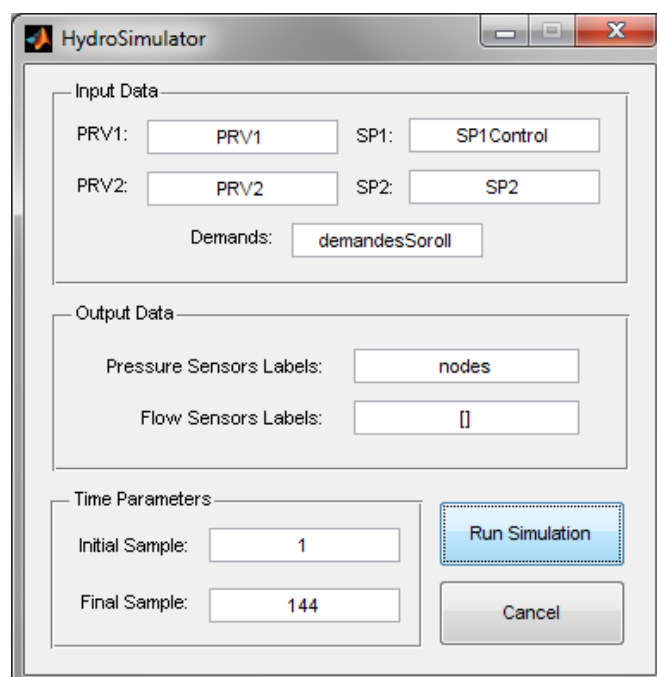 HydroSimulator
Input Data
PRV1: PRV1 SP1: SP1Control
PRV2: PRV2 SP2: SP2
Demands: demandesSoroll
Output Data
Pressure Sensors Labels: nodes
Flow Sensors Labels: []
Time Parameters
Initial Sample: 1
Run Simulation
Final Sample: 144
Cancel